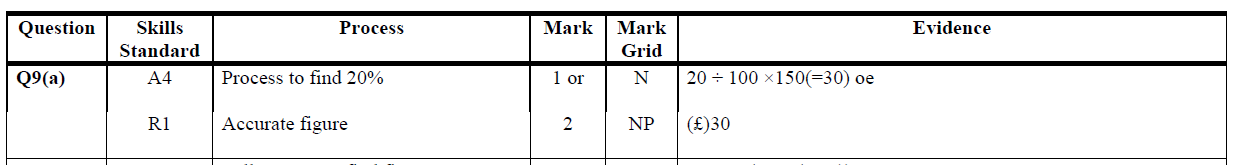 Question Skills Standard Process Mark Mark Grid Evidence
Q9(a) A4 Process to find 20% 1 or N 20 ÷ 100 ×150(=30) oe
R1 Accurate figure 2 NP (£)30